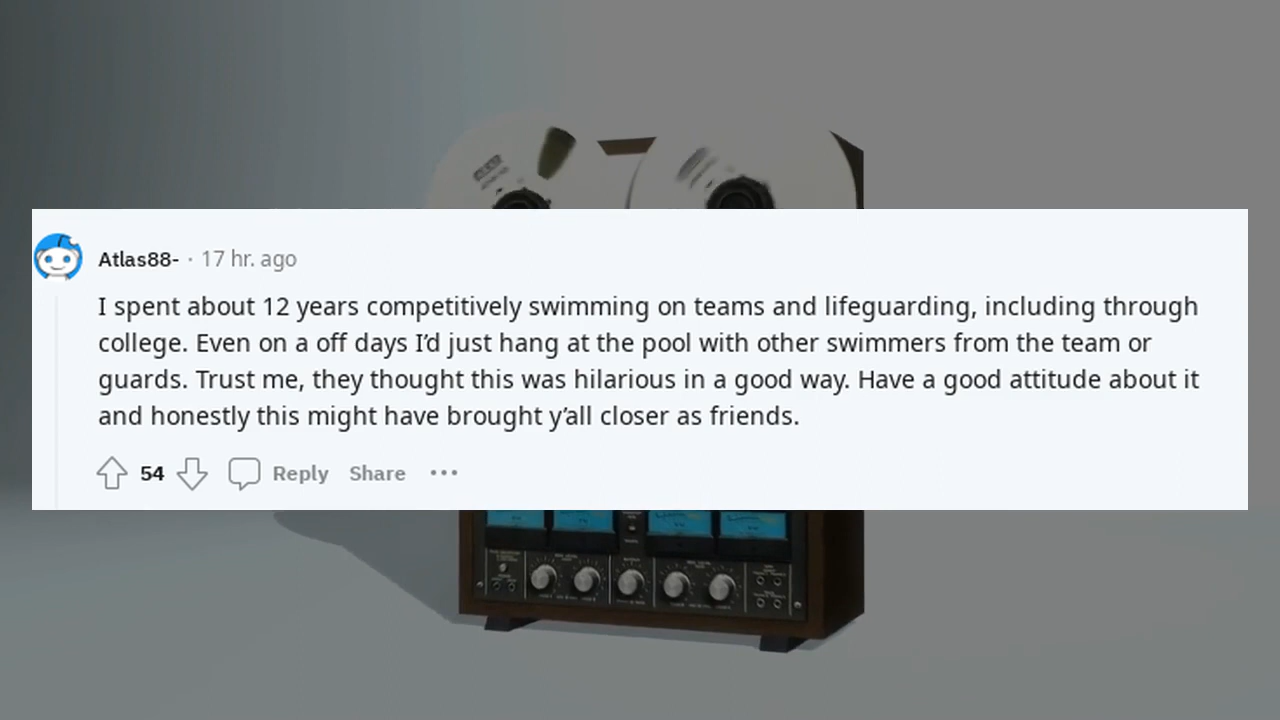 Atlas88- · 17 hr. ago
I spent about 12 years competitively swimming on teams and lifeguarding, including through
college. Even on a off days I'd just hang at the pool with other swimmers from the team or
guards. Trust me, they thought this was hilarious in a good way. Have a good attitude about it
and honestly this might have brought y'all closer as friends.
54 Reply Share •••